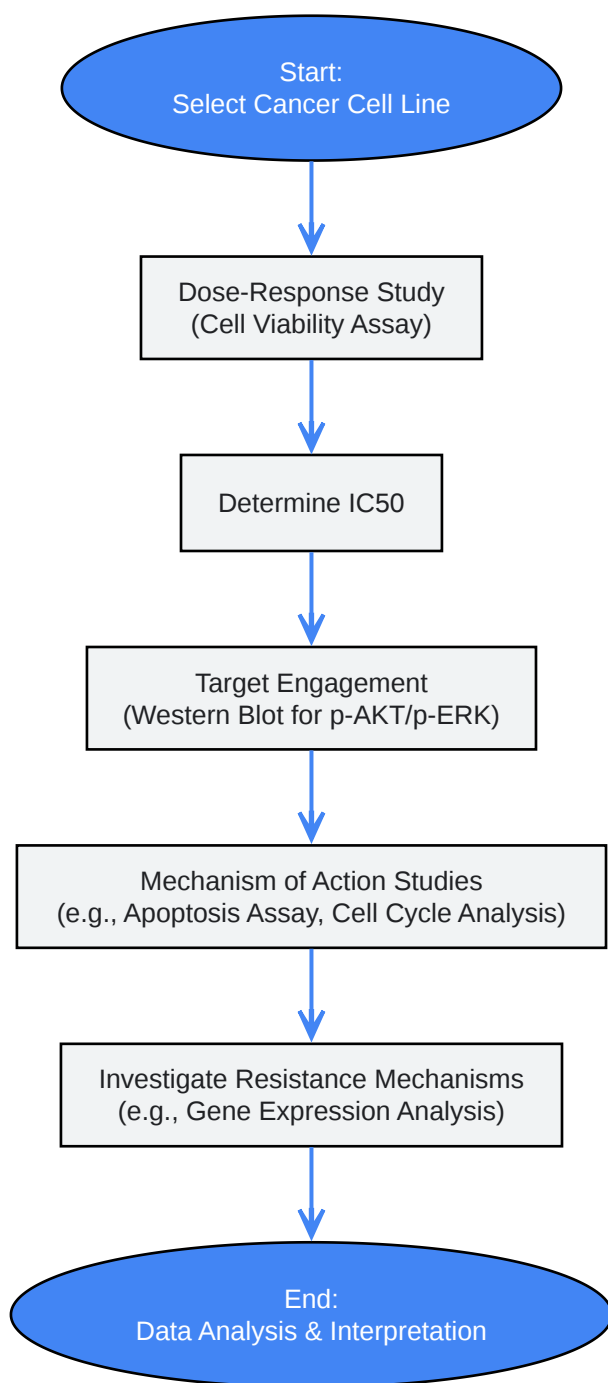 Start:
Select Cancer Cell Line
Dose-Response Study
(Cell Viability Assay)
Determine IC50
Target Engagement
(Western Blot for p-AKT/p-ERK)
Mechanism of Action Studies
(e.g., Apoptosis Assay, Cell Cycle Analysis)
Investigate Resistance Mechanisms
(e.g., Gene Expression Analysis)
End:
Data Analysis & Interpretation